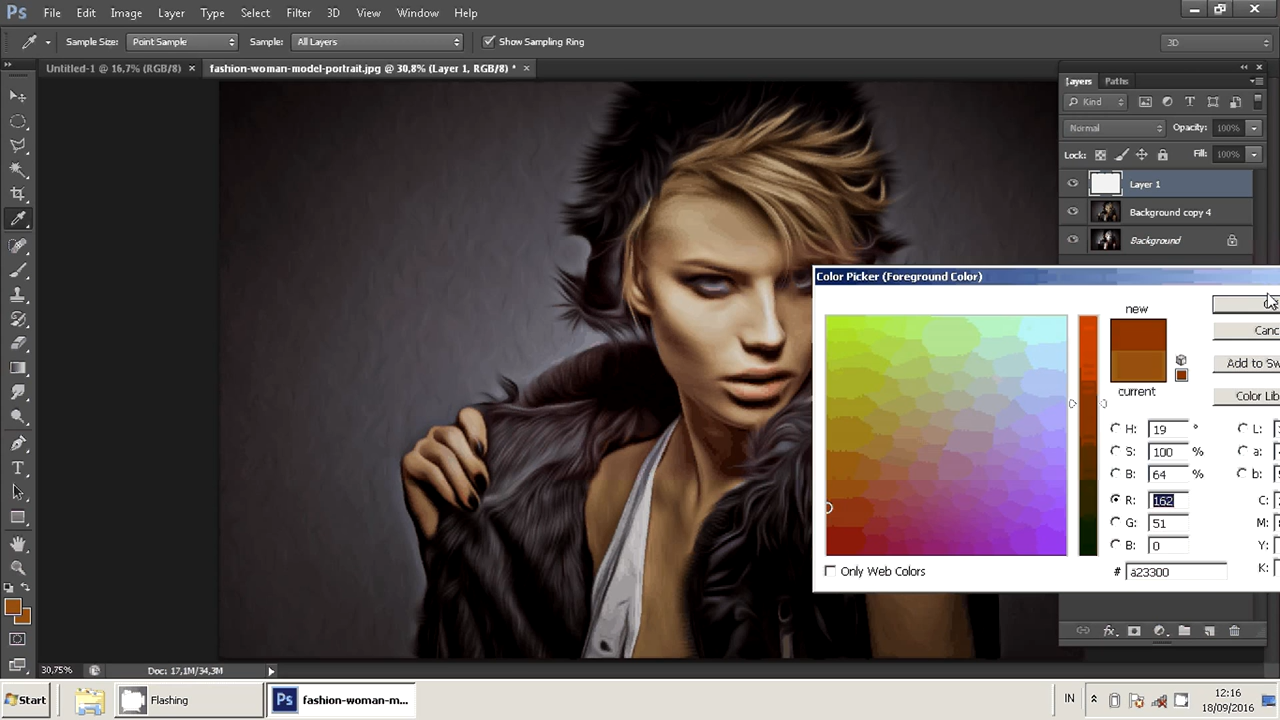 Ps File Edit Image Layer Type Select Filter 3D View Window Help
Sample Size: Point Sample Sample: All Layers Show Sampling Ring 3D
Untitled-1 @ 16,7% (RGB/8) × fashion-woman-model-portrait.jpg @ 30,8% (Layer 1, RGB/8) * ×
Layers Paths
Kind
Normal Opacity: 100%
Lock: Fill: 100%
Layer 1
Background copy 4
Background
Color Picker (Foreground Color)
new
current
Canc
Add to Sw
Color Lib
H: 19 ° L:
S: 100 % a:
B: 64 % b:
R: 162 C:
G: 51 M:
B: 0 Y:
Only Web Colors # a23300 K:
30,75% Doc: 17,1M/34,3M
Start Flashing Ps fashion-woman-m... IN 12:16
18/09/2016